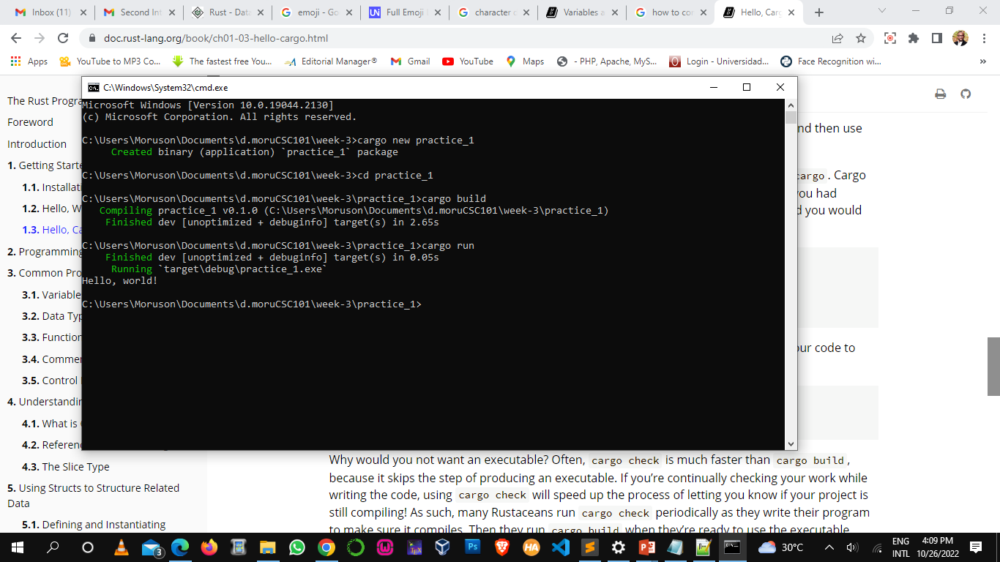 Inbox (11)
Second Int
Rust - Data
emoji - Go
Full Emoji
character
Variables a
how to co
Hello, Carg
doc.rust-lang.org/book/ch01-03-hello-cargo.html
Apps
YouTube to MP3 Co...
The fastest free You...
Editorial Manager®
Gmail
YouTube
Maps
- PHP, Apache, MyS...
Login - Universidad...
Face Recognition wi...
»
C:\Windows\System32\cmd.exe
Microsoft Windows [Version 10.0.19044.2130]
(c) Microsoft Corporation. All rights reserved.
C:\Users\Moruson\Documents\d.moruCSC101\week-3>cargo new practice_1
Created binary (application) `practice_1` package
C:\Users\Moruson\Documents\d.moruCSC101\week-3>cd practice_1
C:\Users\Moruson\Documents\d.moruCSC101\week-3\practice_1>cargo build
Compiling practice_1 v0.1.0 (C:\Users\Moruson\Documents\d.moruCSC101\week-3\practice_1)
Finished dev [unoptimized + debuginfo] target(s) in 2.65s
C:\Users\Moruson\Documents\d.moruCSC101\week-3\practice_1>cargo run
Finished dev [unoptimized + debuginfo] target(s) in 0.05s
Running `target\debug\practice_1.exe`
Hello, world!
C:\Users\Moruson\Documents\d.moruCSC101\week-3\practice_1>
The Rust Progra
Foreword
Introduction
1. Getting Starte
1.1. Installati
1.2. Hello, W
1.3. Hello, Ca
2. Programming
3. Common Pro
3.1. Variable
3.2. Data Typ
3.3. Function
3.4. Commen
3.5. Control
4. Understandin
4.1. What is
4.2. Referenc
4.3. The Slice Type
5. Using Structs to Structure Related
Data
5.1. Defining and Instantiating
nd then use
cargo. Cargo
you had
d you would
our code to
Why would you not want an executable? Often, cargo check is much faster than cargo build,
because it skips the step of producing an executable. If you’re continually checking your work while
writing the code, using cargo check will speed up the process of letting you know if your project is
still compiling! As such, many Rustaceans run cargo check periodically as they write their program
to make sure it compiles. Then they run cargo build when they’re ready to use the executable.
3
Ps
HA
30°C
ENG
INTL
4:09 PM
10/26/2022